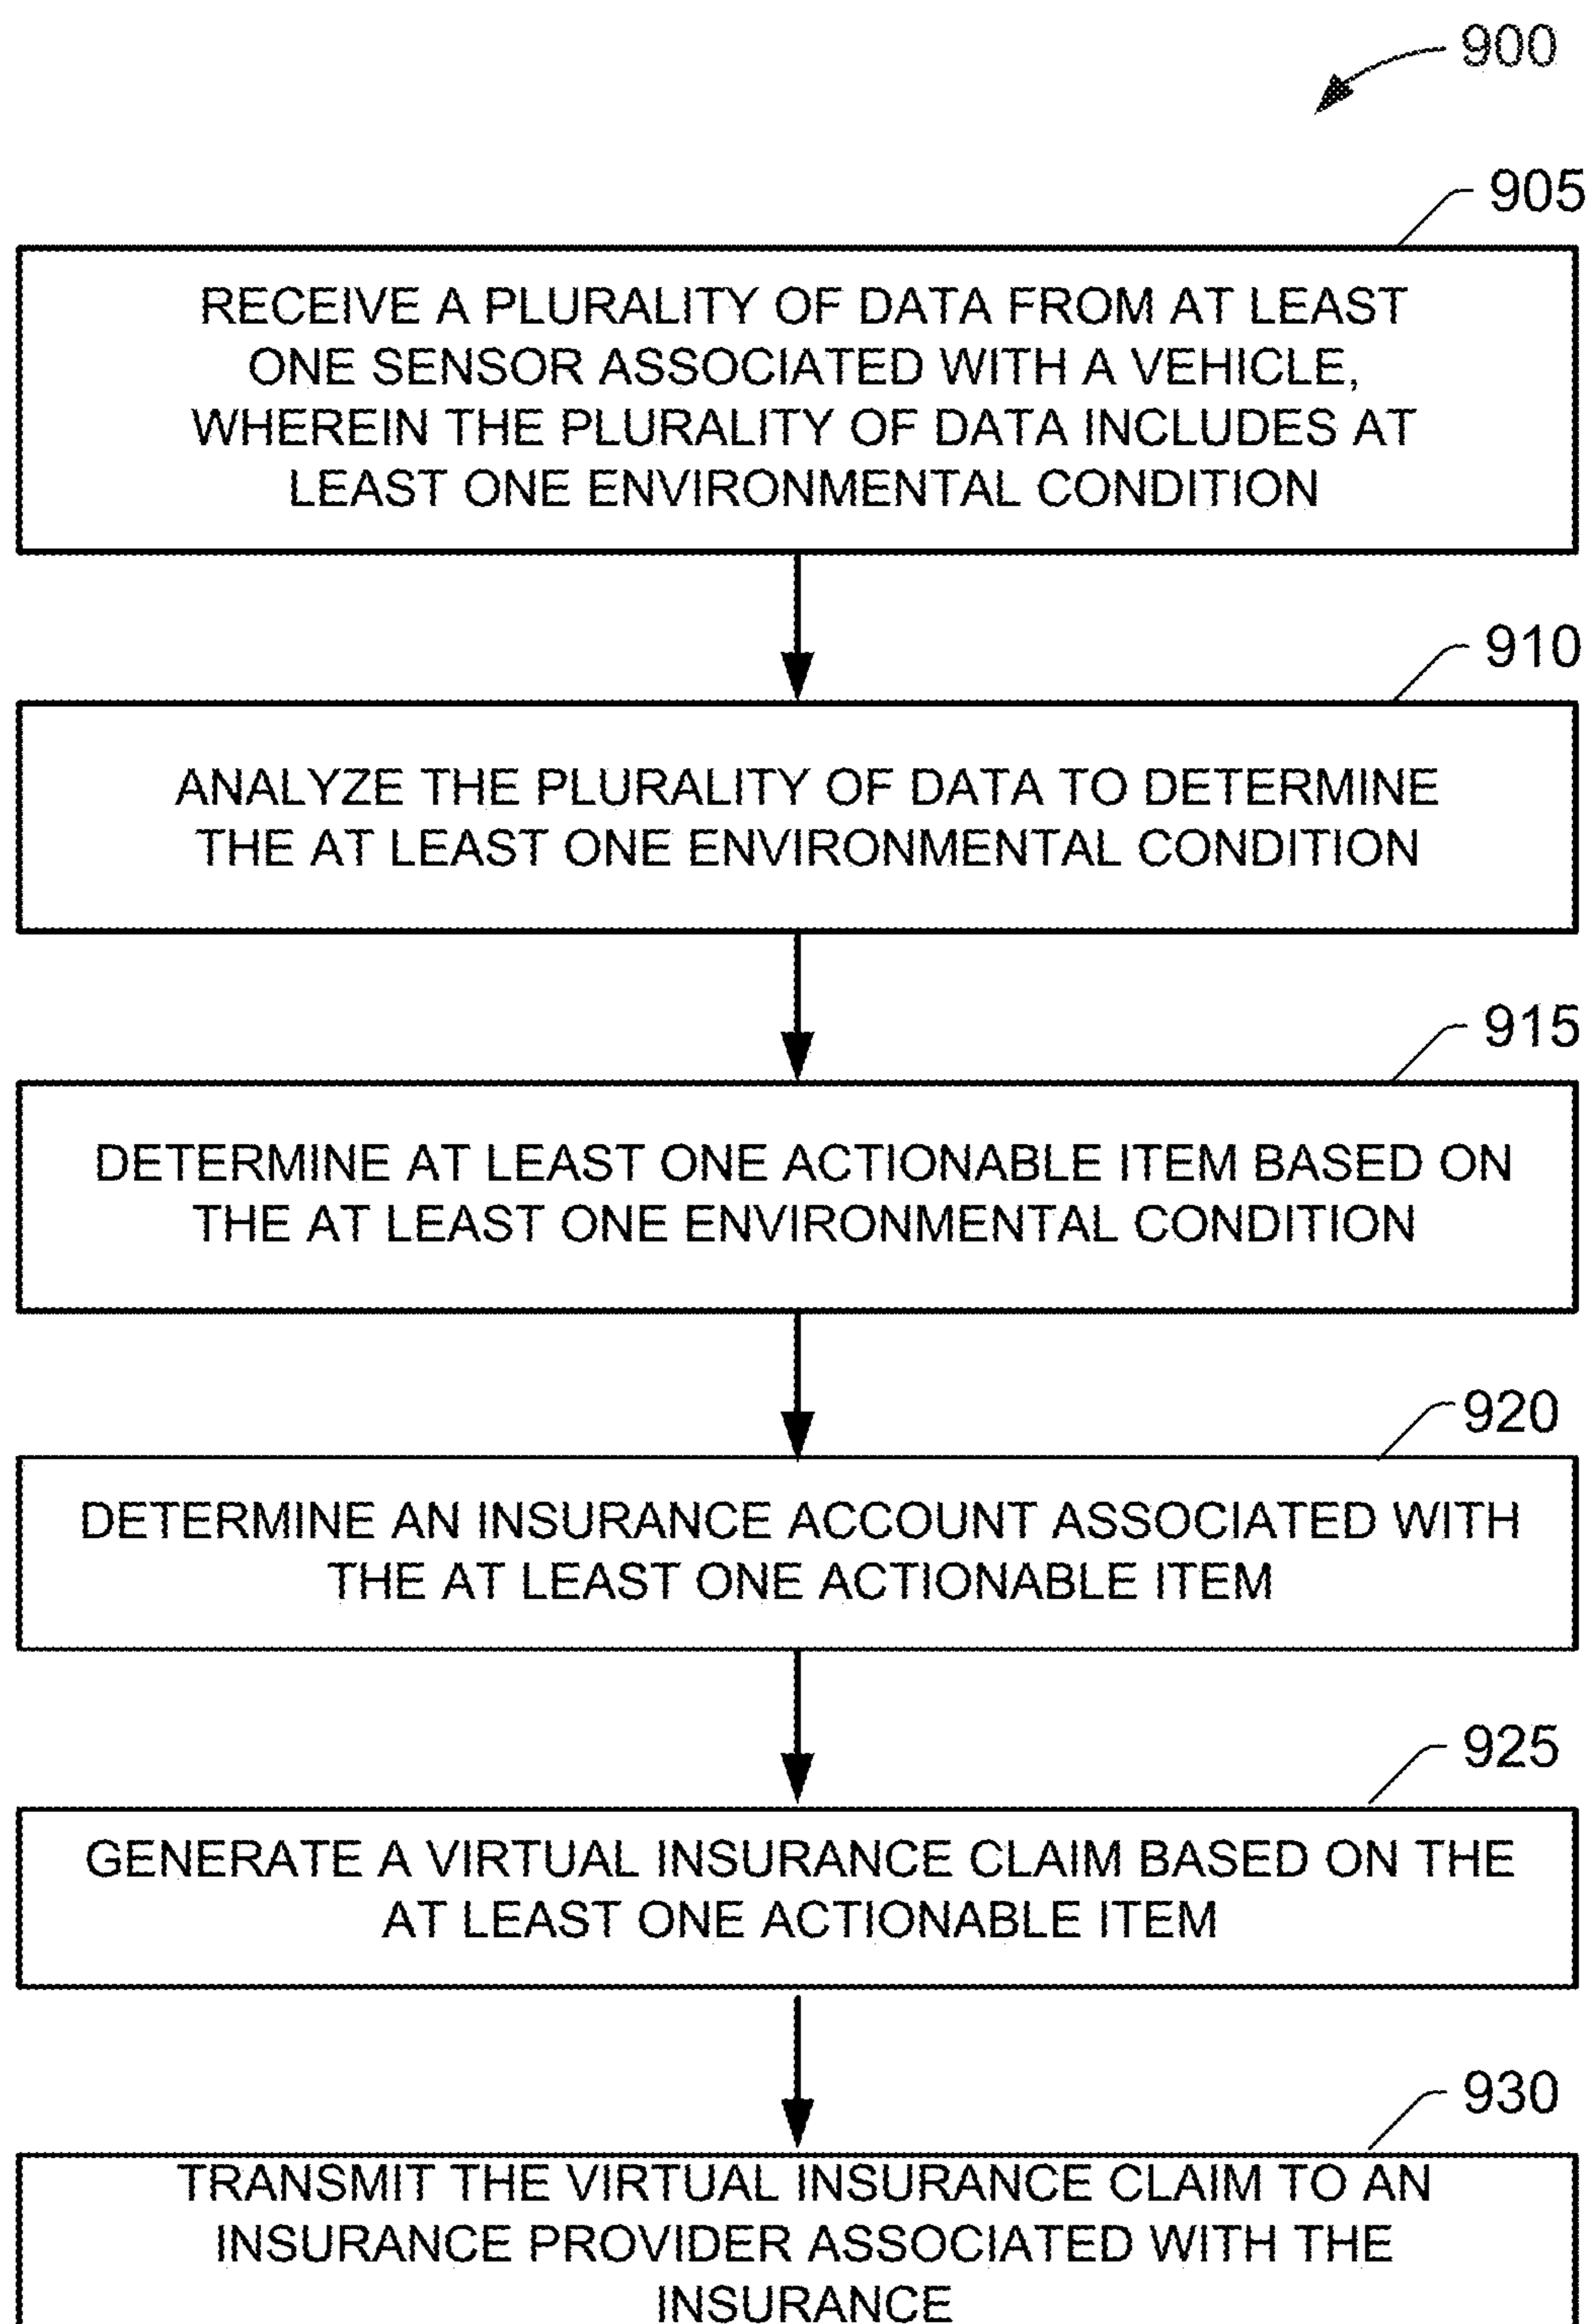 900
905
RECEIVE A PLURALITY OF DATA FROM AT LEAST
ONE SENSOR ASSOCIATED WITH A VEHICLE,
WHEREIN THE PLURALITY OF DATA INCLUDES AT
LEAST ONE ENVIRONMENTAL CONDITION
910
ANALYZE THE PLURALITY OF DATA TO DETERMINE
THE AT LEAST ONE ENVIRONMENTAL CONDITION
915
DETERMINE AT LEAST ONE ACTIONABLE ITEM BASED ON
THE AT LEAST ONE ENVIRONMENTAL CONDITION
920
DETERMINE AN INSURANCE ACCOUNT ASSOCIATED WITH
THE AT LEAST ONE ACTIONABLE ITEM
925
GENERATE A VIRTUAL INSURANCE CLAIM BASED ON THE
AT LEAST ONE ACTIONABLE ITEM
930
TRANSMIT THE VIRTUAL INSURANCE CLAIM TO AN
INSURANCE PROVIDER ASSOCIATED WITH THE
INSURANCE